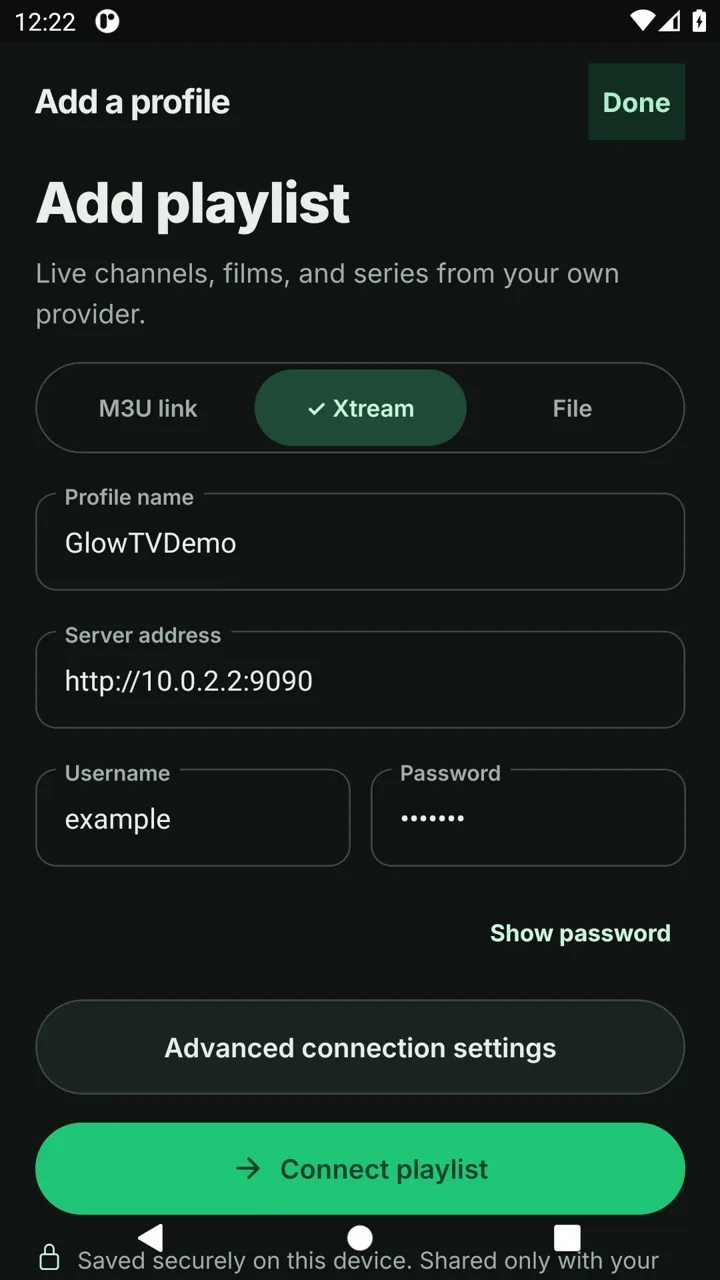 12:22
Add a profile
Done
Add playlist
Live channels, films, and series from your own
provider.
M3U link
✓ Xtream
File
Profile name
GlowTVDemo
Server address
http://10.0.2.2:9090
Username
Password
example
•••••••
Show password
Advanced connection settings
→ Connect playlist
Saved securely on this device. Shared only with your